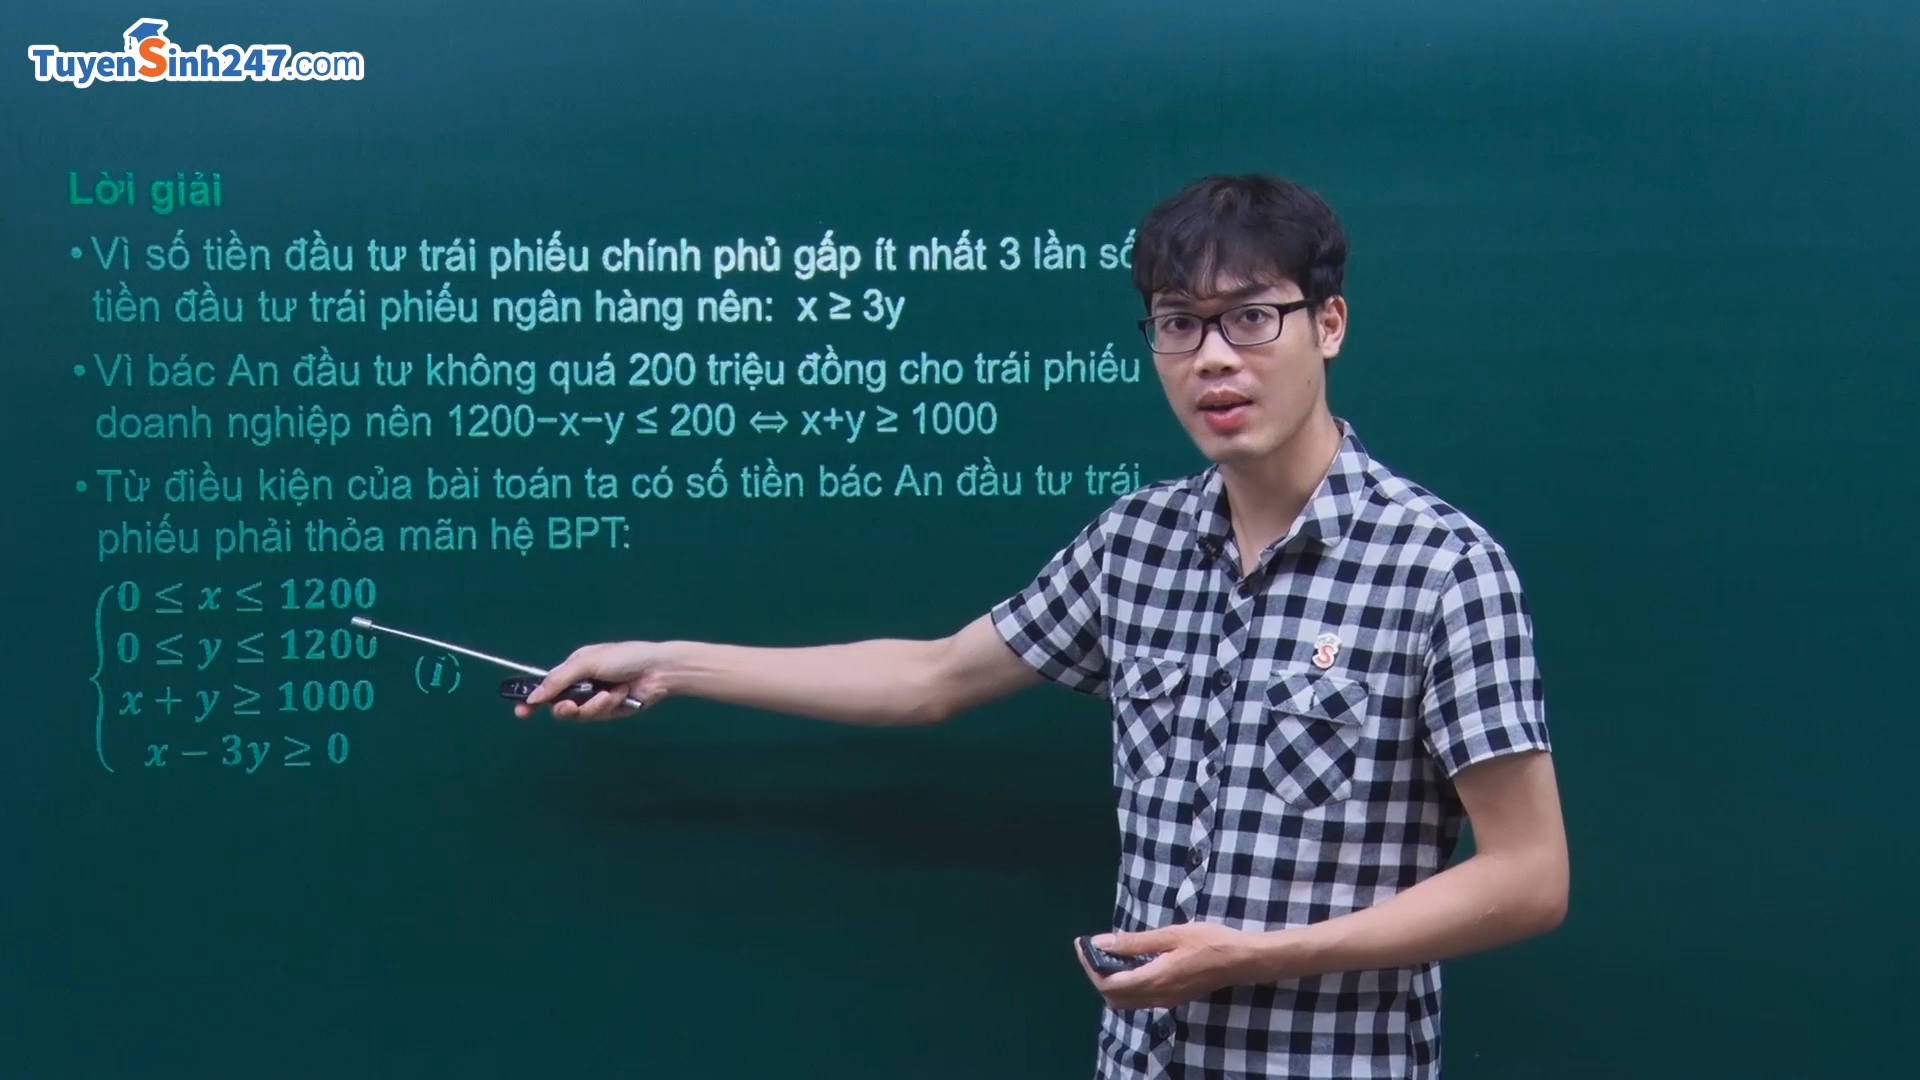 TuyenSinh247.com
Lời giải
• Vì số tiền đầu tư trái phiếu chính phủ gấp ít nhất 3 lần số
tiền đầu tư trái phiếu ngân hàng nên: x ≥ 3y
• Vì bác An đầu tư không quá 200 triệu đồng cho trái phiếu
doanh nghiệp nên 1200−x−y ≤ 200 ⇔ x+y ≥ 1000
• Từ điều kiện của bài toán ta có số tiền bác An đầu tư trái
phiếu phải thỏa mãn hệ BPT:
0 ≤ x ≤ 1200
0 ≤ y ≤ 1200
(i)
x + y ≥ 1000
x − 3y ≥ 0
S